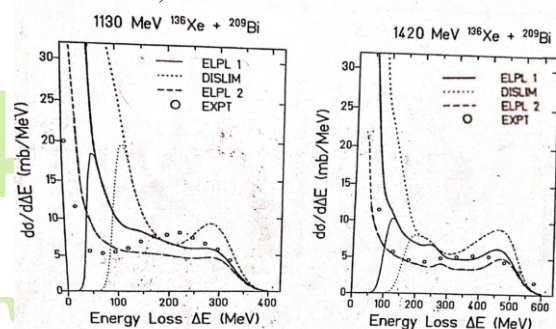 1130 MeV ¹³⁶Xe + ²⁰⁹Bi
30
25
20
15
10
5
0
dσ/dΔE (mb/MeV)
ELPL 1
DISLIM
ELPL 2
EXPT
0 100 200 300 400
Energy Loss ΔE (MeV)
1420 MeV ¹³⁶Xe + ²⁰⁹Bi
30
20
15
10
5
0
dσ/dΔE (mb/MeV)
ELPL 1
DISLIM
ELPL 2
EXPT
0 100 200 300 400 500 600
Energy Loss ΔE (MeV)